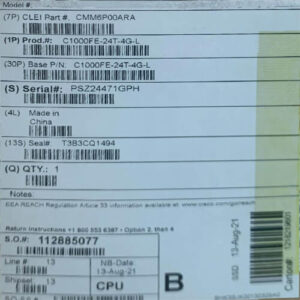 Model #:
(7P) CLEI Part #: CMM6P00ARA
(1P) Prod.#: C1000FE-24T-4G-L
(30P) Base P/N: C1000FE-24T-4G-L
(S) Serial#: PSZ24471GPH
(4L) Made in
China
(13S) Seal# T3B3CQ1494
(Q) QTY.: 1
Notes:
EEA REACH Regulation Article 33 information available at: www.cisco.com/go/reach
Return Instructions +1 800 553 6387 • Option 2, then 4
S.O.#: 112885077
Line # 13
NB-Date:
13-Aug-21
Shipset 13
CPU
B
SSD 13-Aug-21
Carton#: